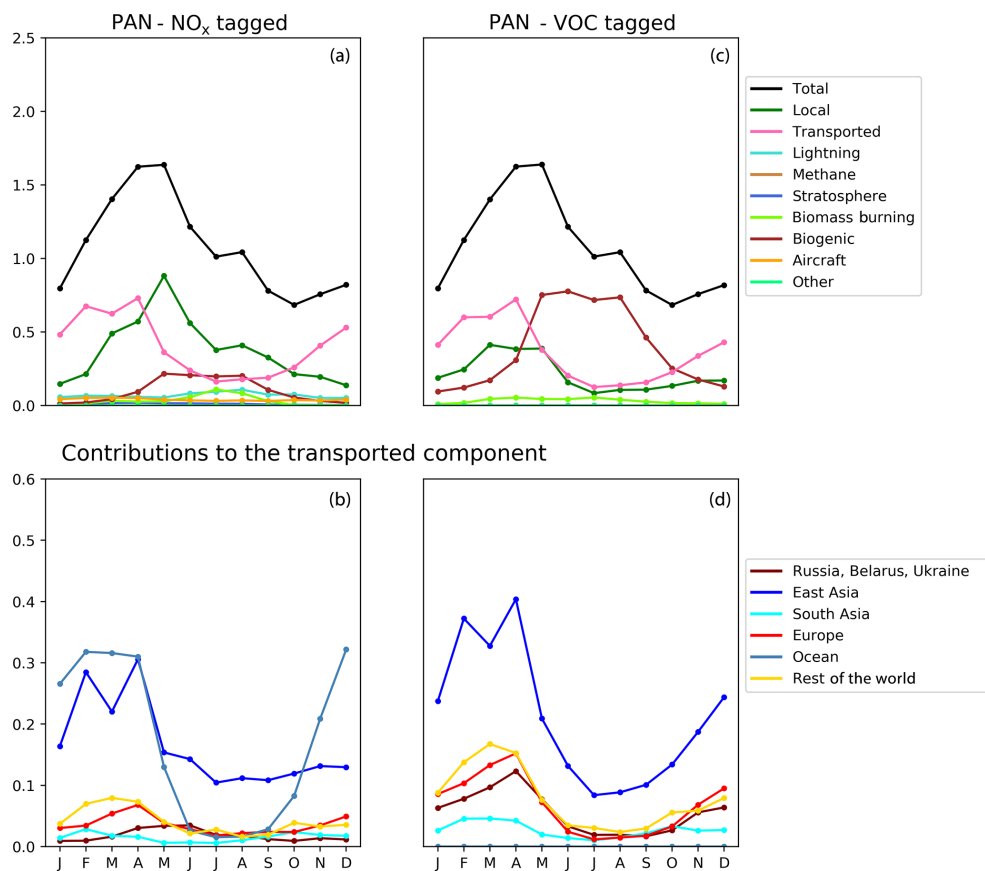 PAN - NOx tagged
PAN - VOC tagged
2.5
2.0
1.5
1.0
0.5
0.0
(a)
(c)
Total
Local
Transported
Lightning
Methane
Stratosphere
Biomass burning
Biogenic
Aircraft
Other
Contributions to the transported component
0.6
0.5
0.4
0.3
0.2
0.1
0.0
(b)
(d)
J F M A M J J A S O N D
J F M A M J J A S O N D
Russia, Belarus, Ukraine
East Asia
South Asia
Europe
Ocean
Rest of the world